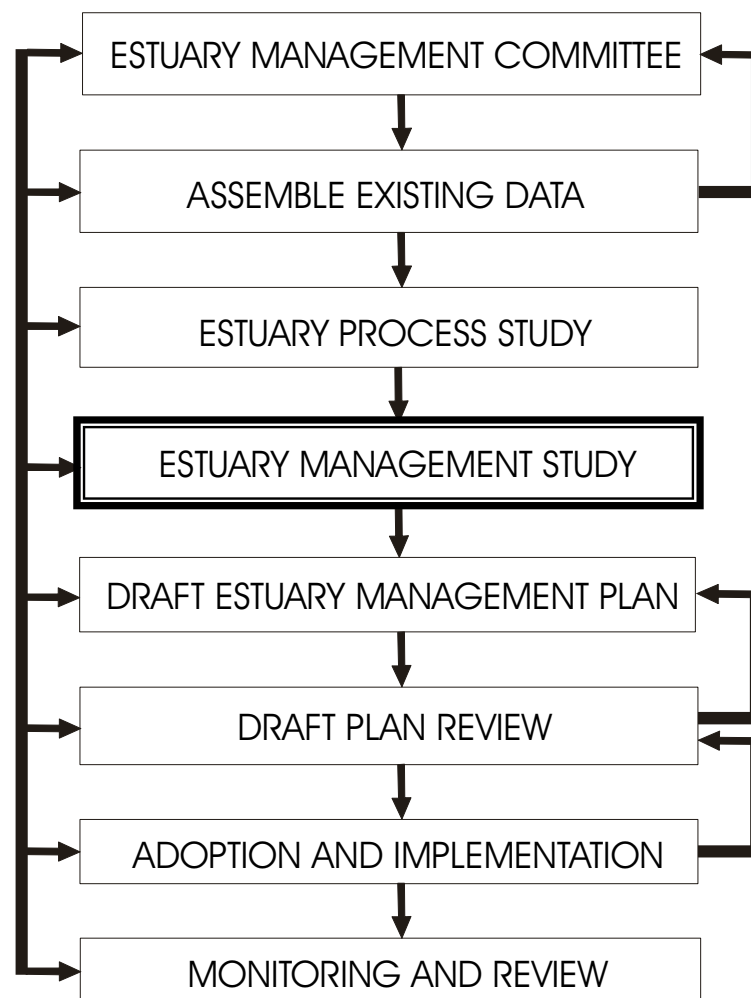 ESTUARY MANAGEMENT COMMITTEE
ASSEMBLE EXISTING DATA
ESTUARY PROCESS STUDY
ESTUARY MANAGEMENT STUDY
DRAFT ESTUARY MANAGEMENT PLAN
DRAFT PLAN REVIEW
ADOPTION AND IMPLEMENTATION
MONITORING AND REVIEW